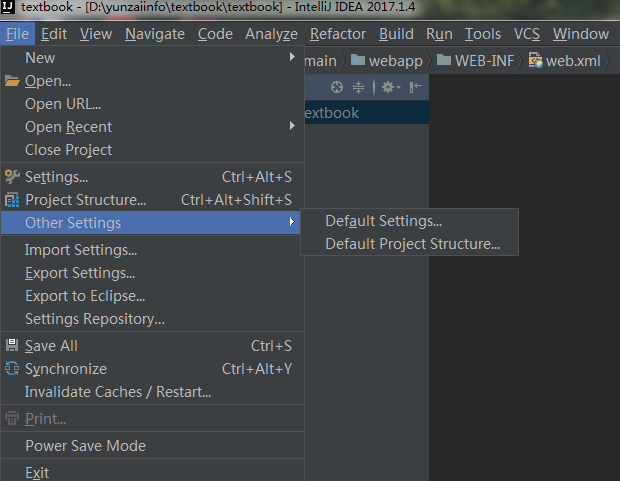 IJ textbook - [D:\yunzaiinfo\textbook\textbook] - IntelliJ IDEA 2017.1.4
File Edit View Navigate Code Analyze Refactor Build Run Tools VCS Window
New
main webapp WEB-INF web.xml
Open...
Open URL...
extbook
Open Recent
Close Project
Settings... Ctrl+Alt+S
Project Structure... Ctrl+Alt+Shift+S
Other Settings
Default Settings...
Default Project Structure...
Import Settings...
Export Settings...
Export to Eclipse...
Settings Repository...
Save All Ctrl+S
Synchronize Ctrl+Alt+Y
Invalidate Caches / Restart...
Print...
Power Save Mode
Exit